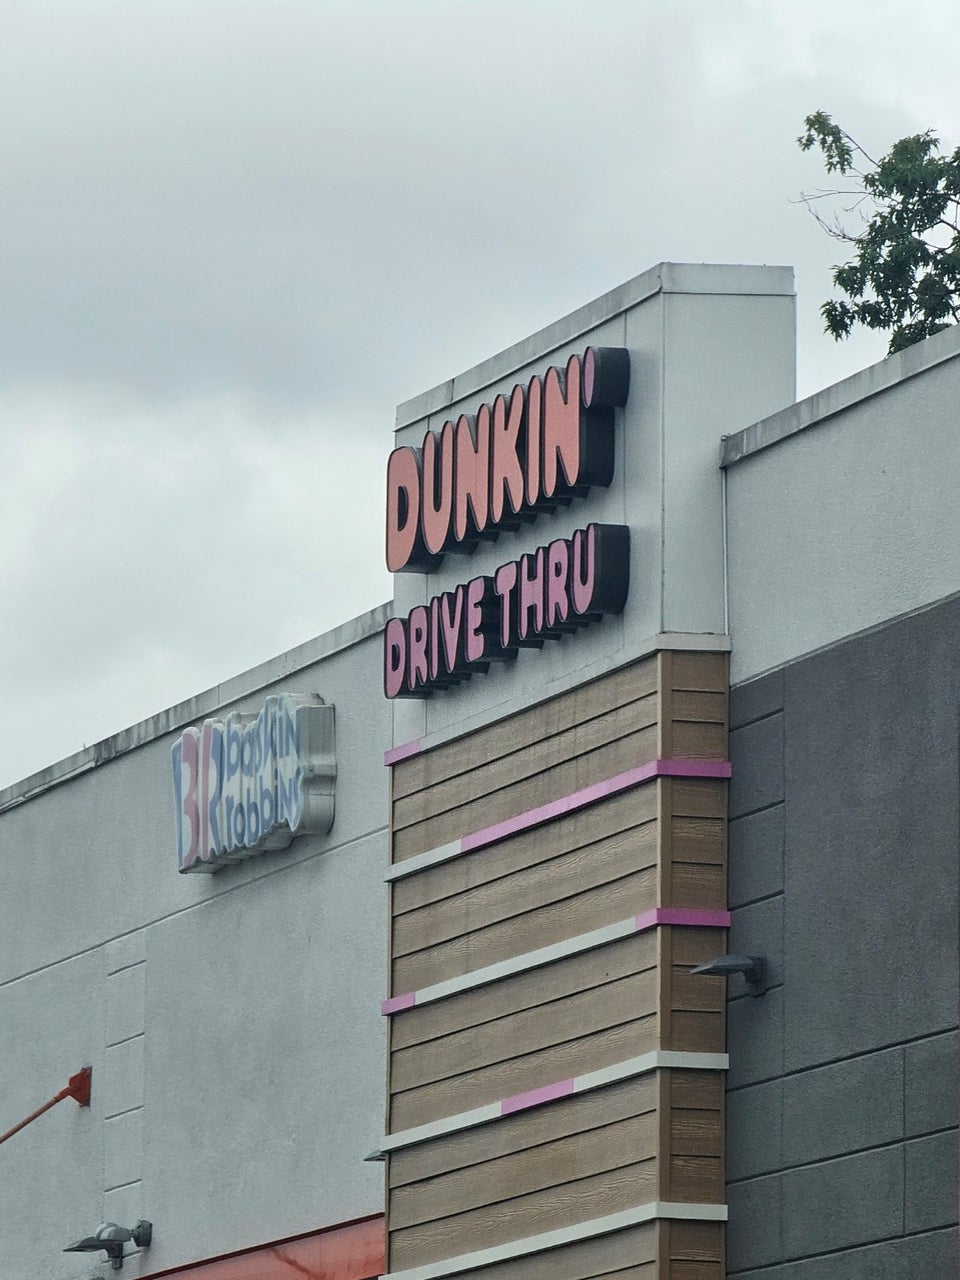 DUNKIN'
DRIVE THRU
BR baskin
robbins